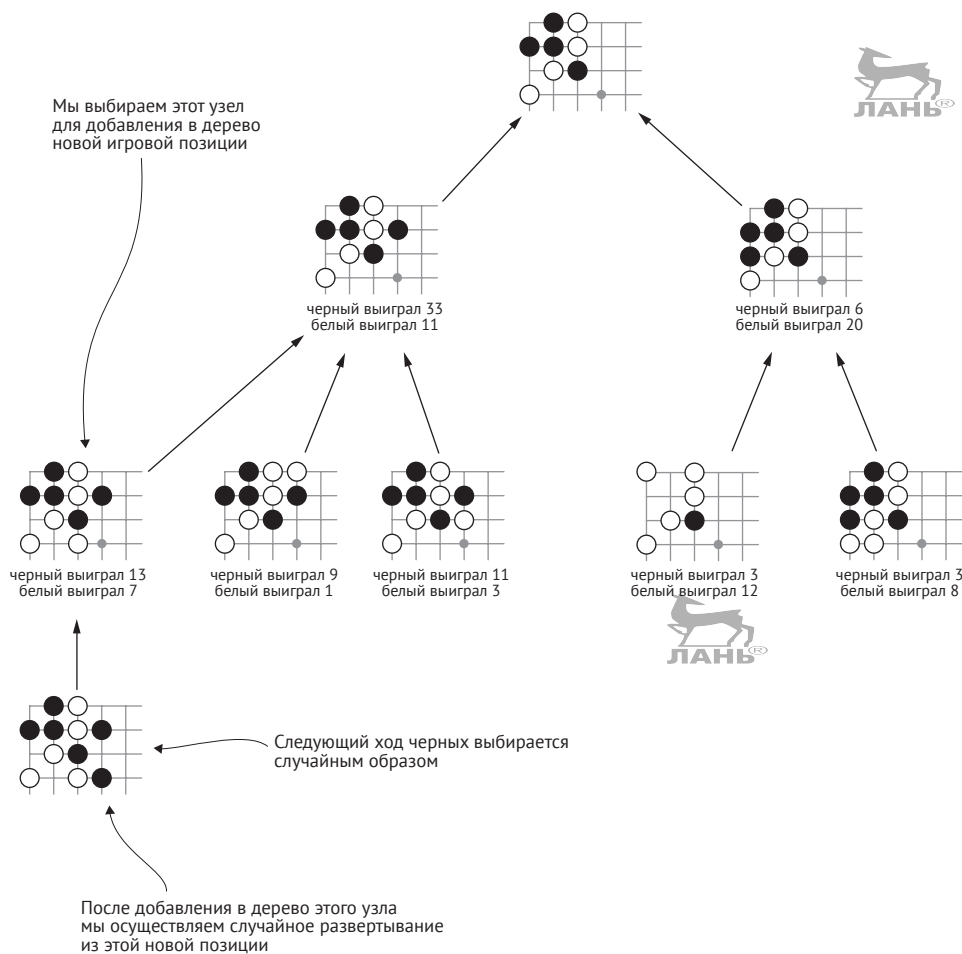 ЛАНЬ®
Мы выбираем этот узел
для добавления в дерево
новой игровой позиции
черный выиграл 33
белый выиграл 11
черный выиграл 6
белый выиграл 20
черный выиграл 13
белый выиграл 7
черный выиграл 9
белый выиграл 1
черный выиграл 11
белый выиграл 3
черный выиграл 3
белый выиграл 12
черный выиграл 3
белый выиграл 8
ЛАНЬ®
Следующий ход черных выбирается
случайным образом
После добавления в дерево этого узла
мы осуществляем случайное развертывание
из этой новой позиции